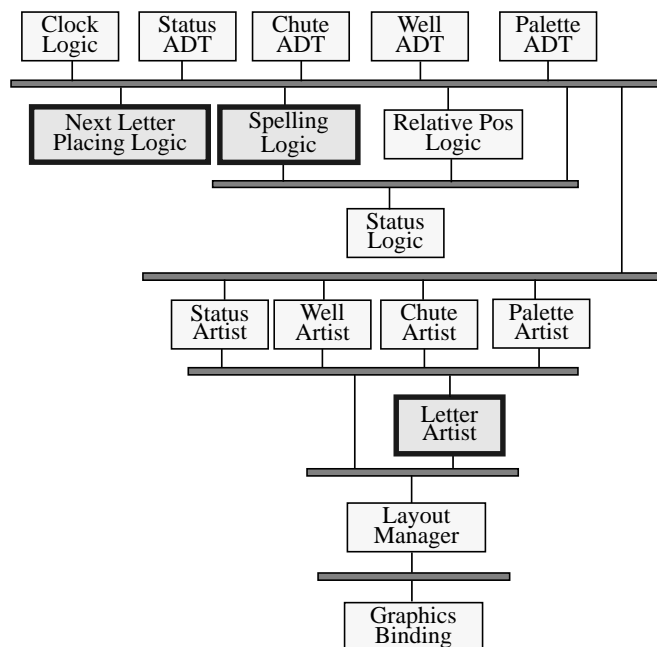 Clock
Logic
Status
ADT
Chute
ADT
Well
ADT
Palette
ADT
Next Letter
Placing Logic
Spelling
Logic
Relative Pos
Logic
Status
Logic
Status
Artist
Well
Artist
Chute
Artist
Palette
Artist
Letter
Artist
Layout
Manager
Graphics
Binding